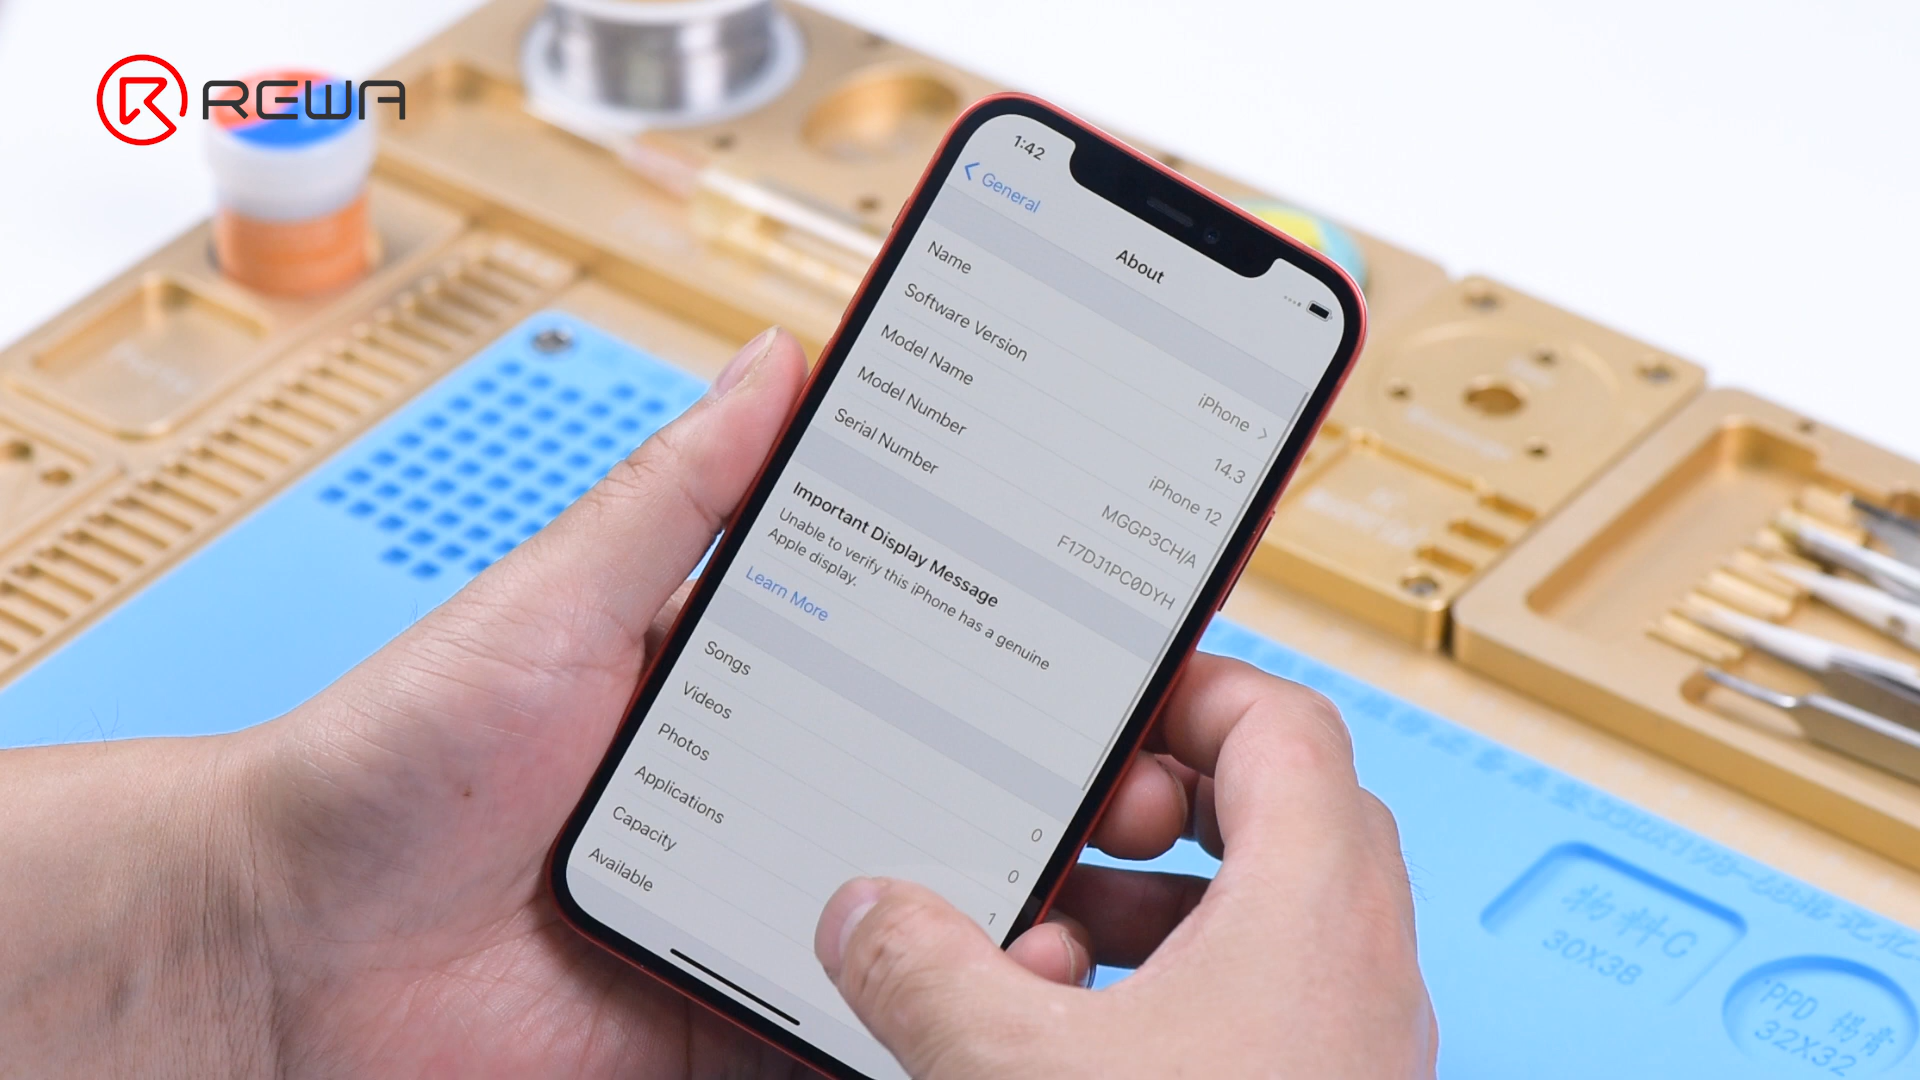 REWA
1:42
General
About
Name
iPhone
Software Version
14.3
Model Name
iPhone 12
Model Number
MGGP3CH/A
Serial Number
F17DJ1PC0DYH
Important Display Message
Unable to verify this iPhone has a genuine
Apple display.
Learn More
Songs
0
Videos
0
Photos
1
Applications
Capacity
Available
物料C
30X38
PPD 锡膏
32X32